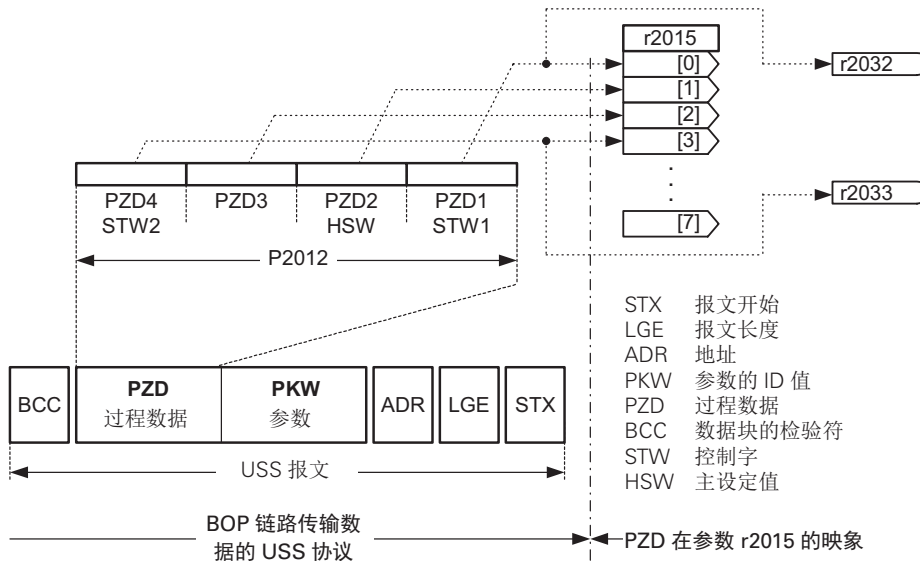 r2015
[0]
[1]
[2]
[3]
[7]
r2032
r2033
PZD4 PZD3 PZD2 PZD1
STW2 HSW STW1
P2012
STX 报文开始
LGE 报文长度
ADR 地址
PKW 参数的 ID 值
PZD 过程数据
BCC 数据块的检验符
STW 控制字
HSW 主设定值
BCC PZD 过程数据 PKW 参数 ADR LGE STX
USS 报文
BOP 链路传输数
据的 USS 协议
PZD 在参数 r2015 的映象